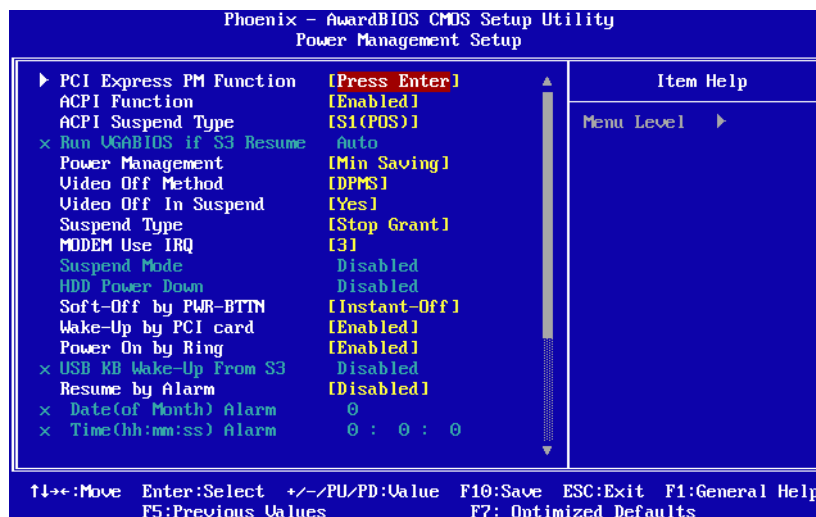 Phoenix - AwardBIOS CMOS Setup Utility
Power Management Setup
PCI Express PM Function [Press Enter]
ACPI Function [Enabled]
ACPI Suspend Type [S1(POS)]
x Run VGABIOS if S3 Resume Auto
Power Management [Min Saving]
Video Off Method [DPMS]
Video Off In Suspend [Yes]
Suspend Type [Stop Grant]
MODEM Use IRQ [3]
Suspend Mode Disabled
HDD Power Down Disabled
Soft-Off by PWR-BTTN [Instant-Off]
Wake-Up by PCI card [Enabled]
Power On by Ring [Enabled]
x USB KB Wake-Up From S3 Disabled
Resume by Alarm [Disabled]
x Date(of Month) Alarm 0
x Time(hh:mm:ss) Alarm 0 : 0 : 0
Item Help
Menu Level
↑↓→←:Move Enter:Select +/-/PU/PD:Value F10:Save ESC:Exit F1:General Help
F5:Previous Values F7: Optimized Defaults